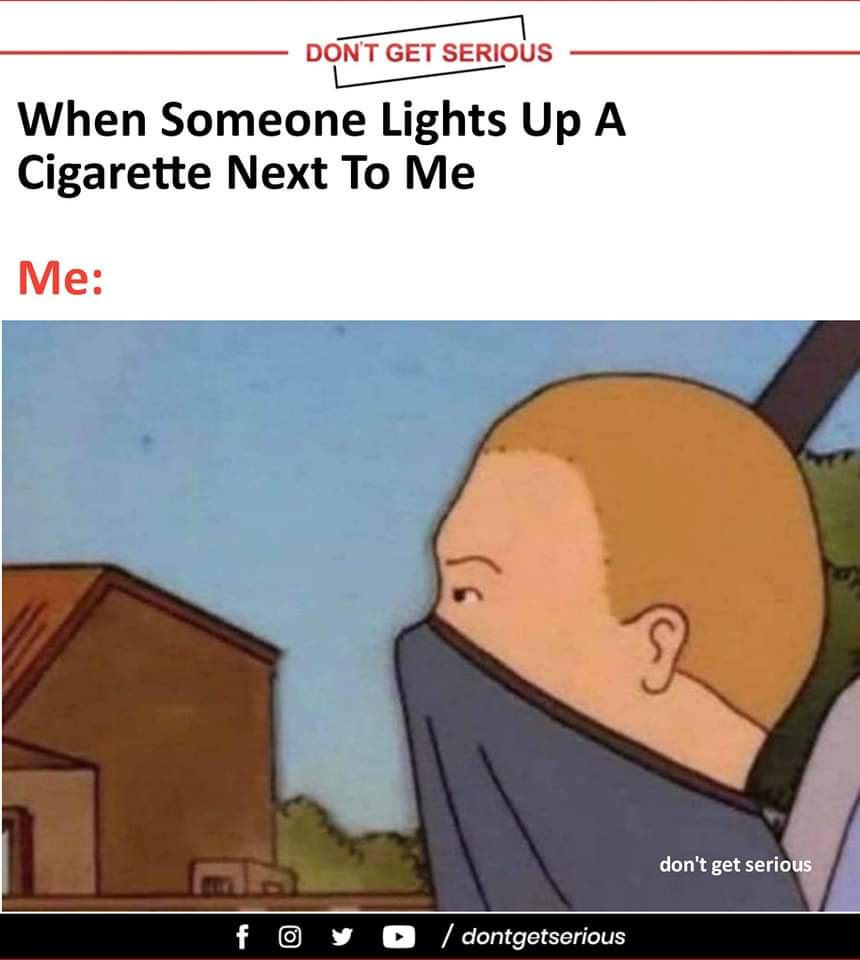 DON'T GET SERIOUS
When Someone Lights Up A
Cigarette Next To Me
Me:
don't get serious
/ dontgetserious